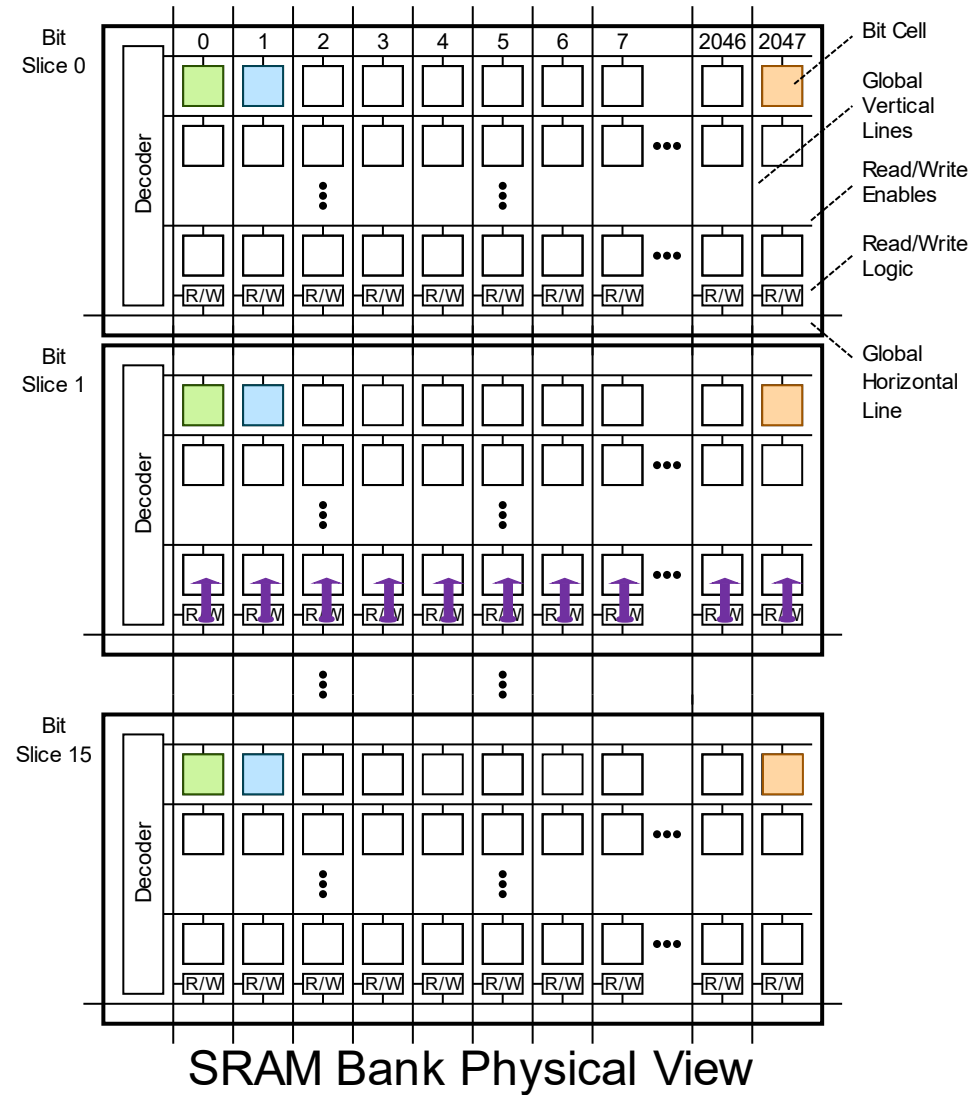 Bit
Slice 0
0 1 2 3 4 5 6 7 2046 2047
Decoder
R/W R/W R/W R/W R/W R/W R/W R/W R/W R/W
Bit Cell
Global
Vertical
Lines
Read/Write
Enables
Read/Write
Logic
Global
Horizontal
Line
Bit
Slice 1
Decoder
R/W R/W R/W R/W R/W R/W R/W R/W R/W R/W
Bit
Slice 15
Decoder
R/W R/W R/W R/W R/W R/W R/W R/W R/W R/W
SRAM Bank Physical View